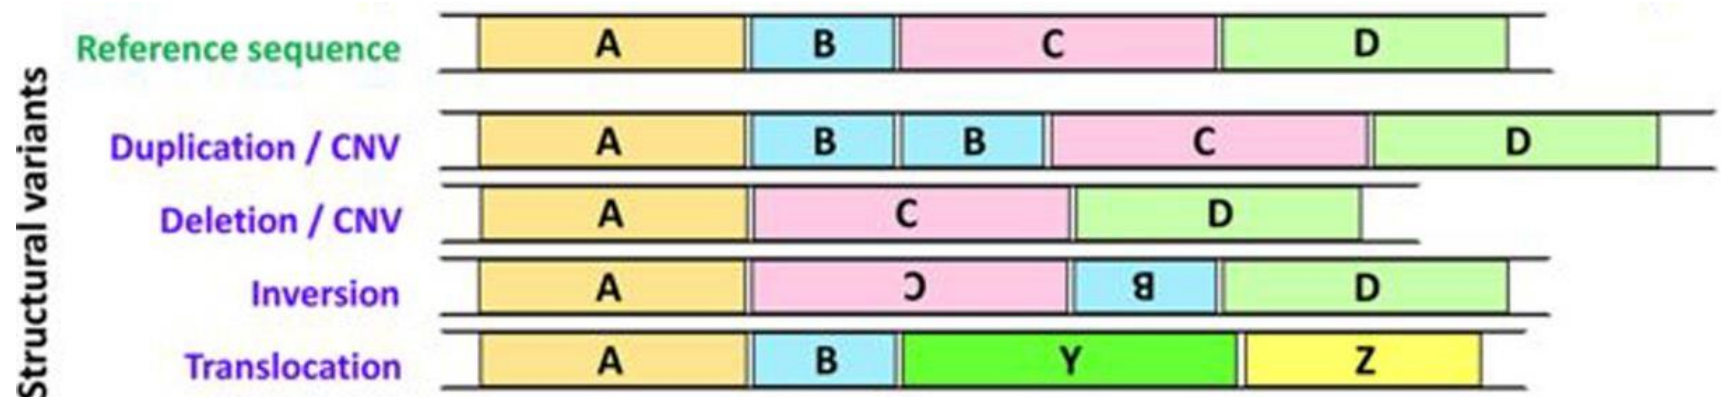 Structural variants
Reference sequence A B C D
Duplication / CNV A B B C D
Deletion / CNV A C D
Inversion A C B D
Translocation A B Y Z